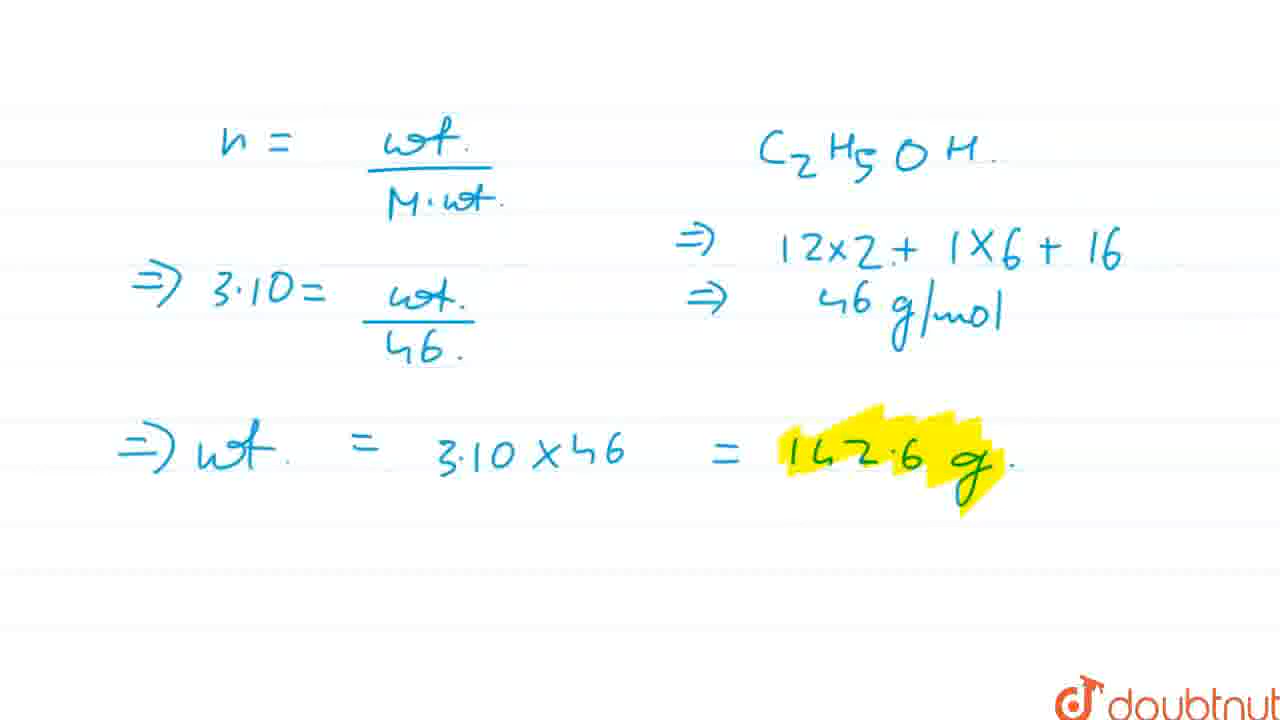 n = wt. / M.wt.
C₂H₅OH.
⇒ 12×2 + 1×6 + 16
⇒ 3.10 = wt. / 46.
⇒ 46 g/mol
⇒ wt. = 3.10 × 46 = 142.6 g.
doubtnut